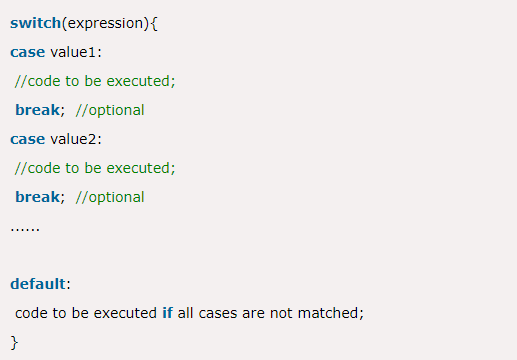 switch(expression){
case value1:
//code to be executed;
break; //optional
case value2:
//code to be executed;
break; //optional
......
default:
code to be executed if all cases are not matched;
}